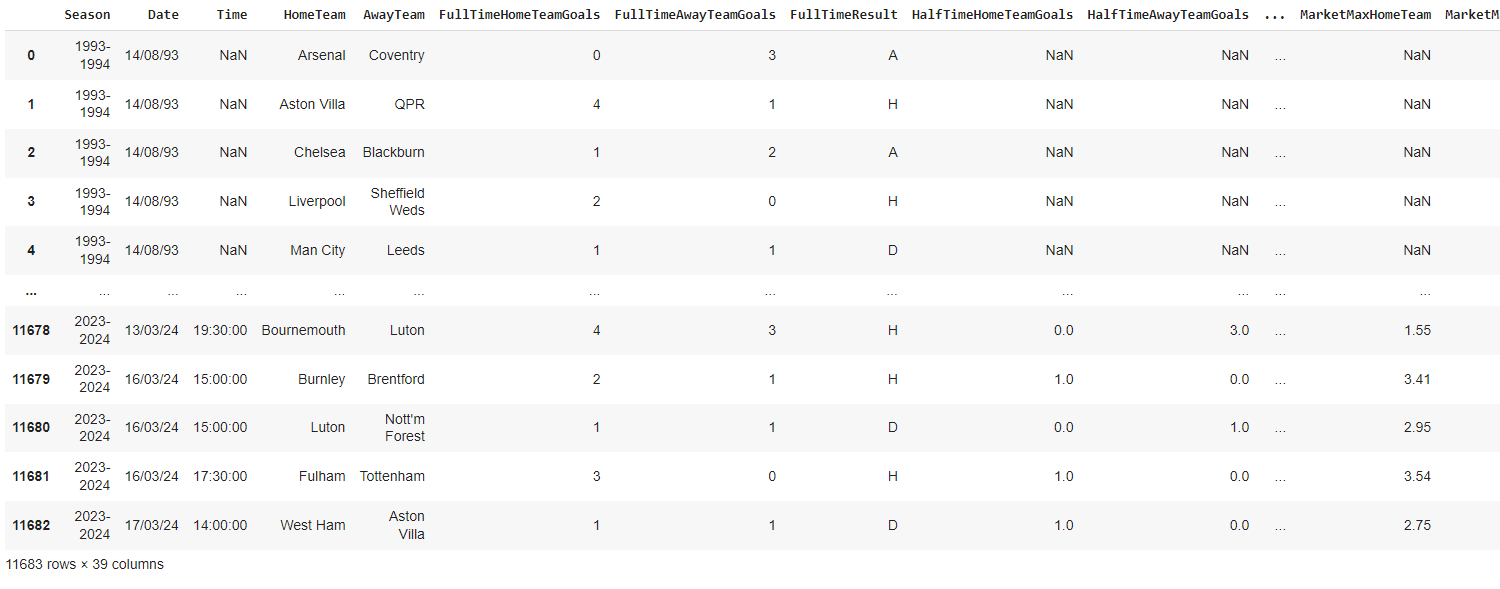 Season Date Time HomeTeam AwayTeam FullTimeHomeTeamGoals FullTimeAwayTeamGoals FullTimeResult HalfTimeHomeTeamGoals HalfTimeAwayTeamGoals ... MarketMaxHomeTeam MarketM
0 1993-1994 14/08/93 NaN Arsenal Coventry 0 3 A NaN NaN ... NaN
1 1993-1994 14/08/93 NaN Aston Villa QPR 4 1 H NaN NaN ... NaN
2 1993-1994 14/08/93 NaN Chelsea Blackburn 1 2 A NaN NaN ... NaN
3 1993-1994 14/08/93 NaN Liverpool Sheffield Weds 2 0 H NaN NaN ... NaN
4 1993-1994 14/08/93 NaN Man City Leeds 1 1 D NaN NaN ... NaN
... ... ... ... ... ... ... ... ... ... ... ... ...
11678 2023-2024 13/03/24 19:30:00 Bournemouth Luton 4 3 H 0.0 3.0 ... 1.55
11679 2023-2024 16/03/24 15:00:00 Burnley Brentford 2 1 H 1.0 0.0 ... 3.41
11680 2023-2024 16/03/24 15:00:00 Luton Nott'm Forest 1 1 D 0.0 1.0 ... 2.95
11681 2023-2024 16/03/24 17:30:00 Fulham Tottenham 3 0 H 1.0 0.0 ... 3.54
11682 2023-2024 17/03/24 14:00:00 West Ham Aston Villa 1 1 D 1.0 0.0 ... 2.75
11683 rows × 39 columns